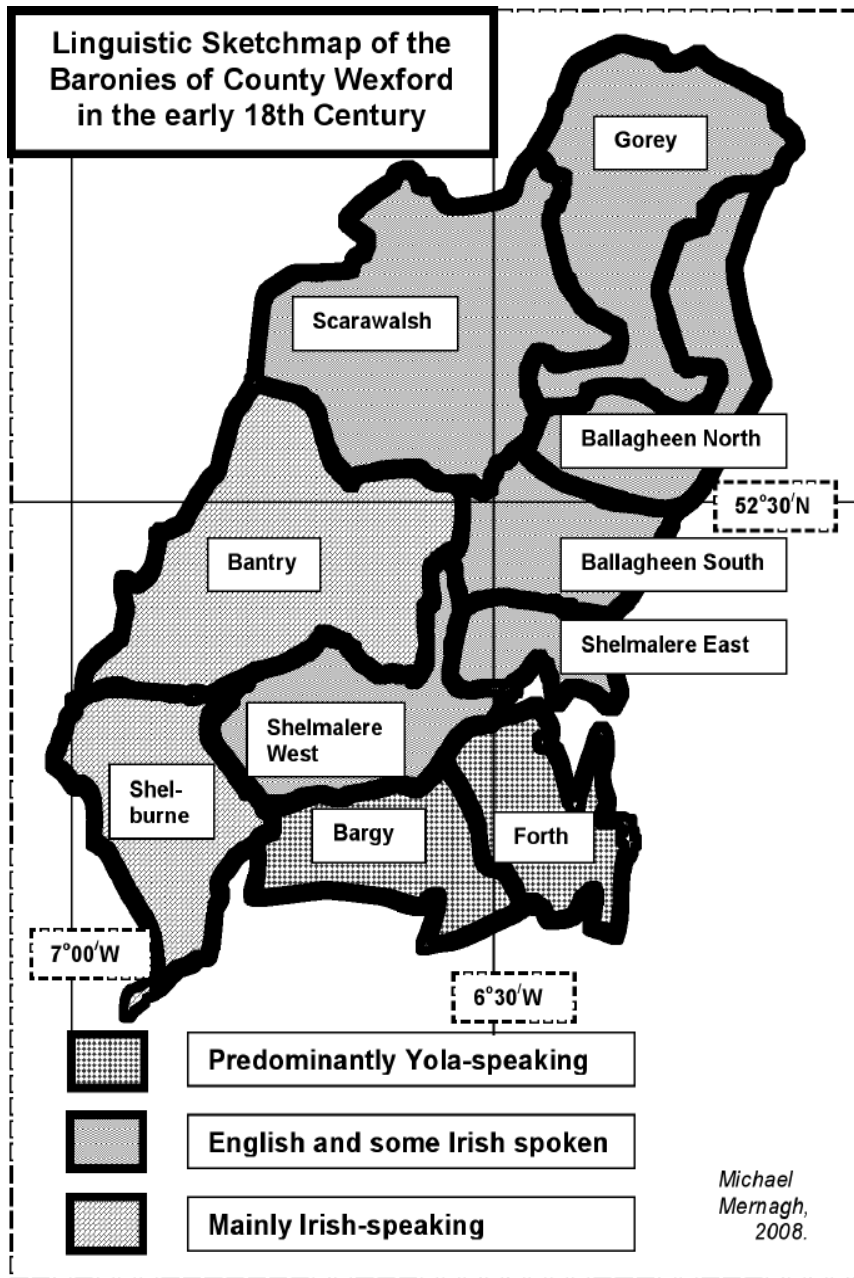 Linguistic Sketchmap of the
Baronies of County Wexford
in the early 18th Century
Gorey
Scarawalsh
Ballagheen North
52°30/N
Bantry
Ballagheen South
Shelmalere East
Shelmalere
West
Shel-
burne
Bargy
Forth
7°00/W
6°30/W
Predominantly Yola-speaking
English and some Irish spoken
Mainly Irish-speaking
Michael
Mernagh,
2008.